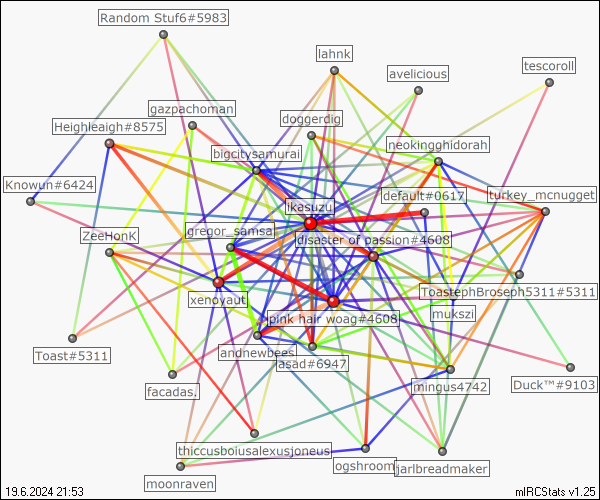 Random Stuf6#5983
lahnk
tescoroll
avelicious
gazpachoman
doggerdig
Heighleaigh#8575
neokingghidorah
bigcitysamurai
Knowun#6424
default#0617
turkey_mcnugget
ikasuzu
gregor_samsa
ZeeHonK
disaster of passion#4608
ToastephBroseph5311#5311
xenoyaut
mukszi
pink hair woag#4608
andnewbees
Toast#5311
asad#6947
mingus4742
Duck™#9103
facadas,
thiccusboiusalexusjoneus
ogshroom
jarlbreadmaker
moonraven
19.6.2024 21:53
mIRCStats v1.25